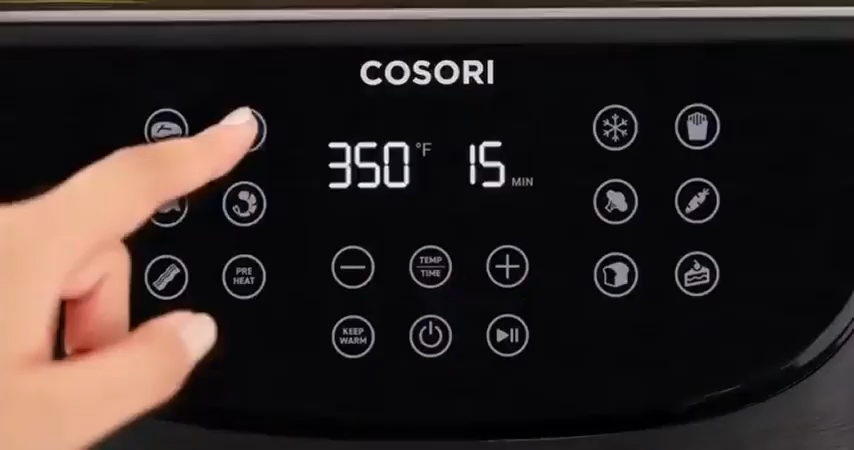 COSORI
350 °F 15 MIN
TEMP
TIME
PRE
HEAT
KEEP
WARM